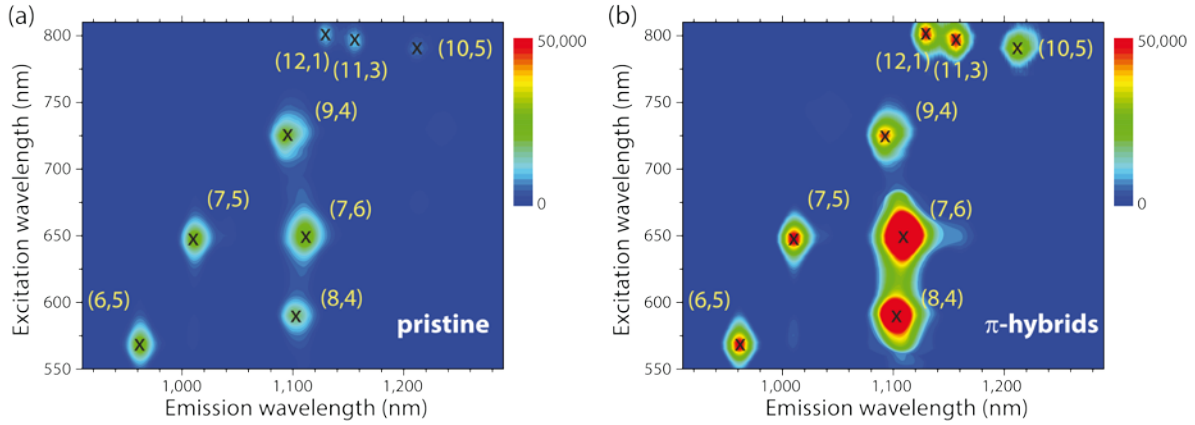 (a)
Excitation wavelength (nm)
800
750
700
650
600
550
1,000
1,100
1,200
Emission wavelength (nm)
x
x
x
(12,1)
(11,3)
(10,5)
x
(9,4)
x
(7,5)
x
(7,6)
x
(6,5)
x
(8,4)
pristine
50,000
0
(b)
Excitation wavelength (nm)
800
750
700
650
600
550
1,000
1,100
1,200
Emission wavelength (nm)
x
x
x
(12,1)
(11,3)
(10,5)
x
(9,4)
x
(7,5)
x
(7,6)
x
(6,5)
x
(8,4)
π-hybrids
50,000
0